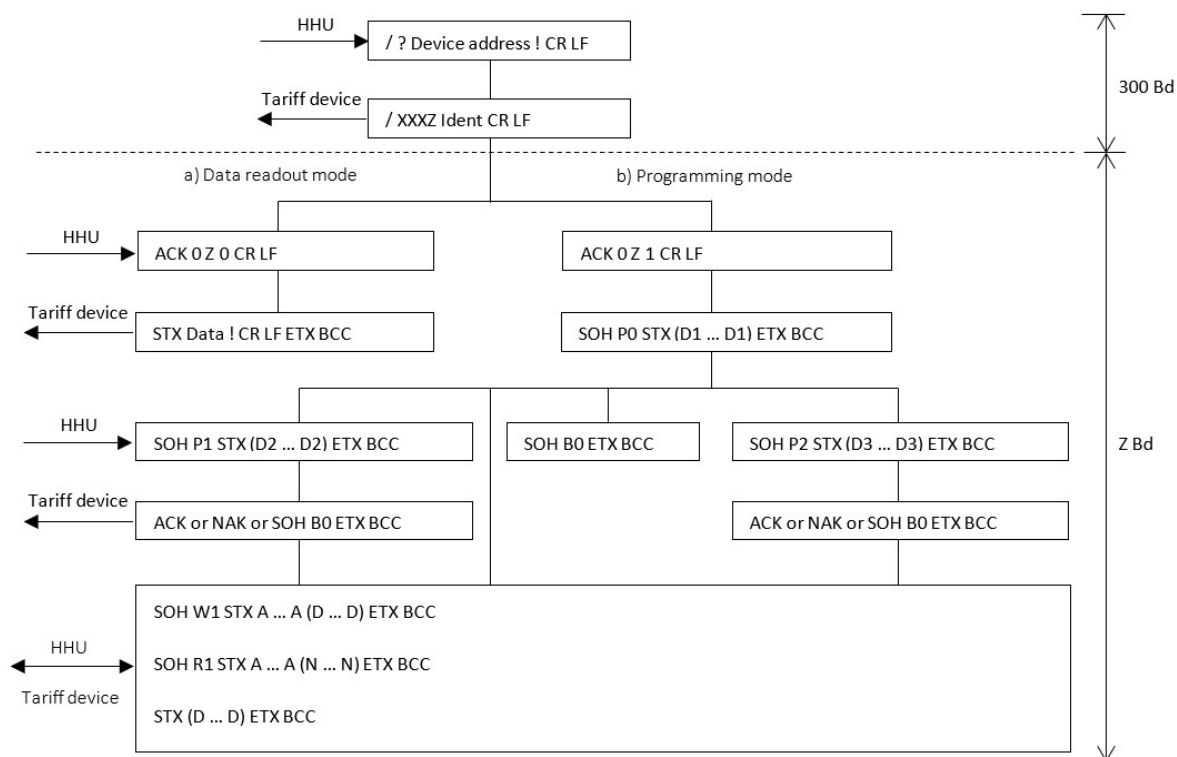 HHU
/ ? Device address ! CR LF
300 Bd
Tariff device
/ XXXZ Ident CR LF
a) Data readout mode
b) Programming mode
HHU
ACK 0 Z 0 CR LF
ACK 0 Z 1 CR LF
Tariff device
STX Data ! CR LF ETX BCC
SOH P0 STX (D1 ... D1) ETX BCC
HHU
SOH P1 STX (D2 ... D2) ETX BCC
SOH B0 ETX BCC
SOH P2 STX (D3 ... D3) ETX BCC
Z Bd
Tariff device
ACK or NAK or SOH B0 ETX BCC
ACK or NAK or SOH B0 ETX BCC
SOH W1 STX A ... A (D ... D) ETX BCC
HHU
SOH R1 STX A ... A (N ... N) ETX BCC
Tariff device
STX (D ... D) ETX BCC